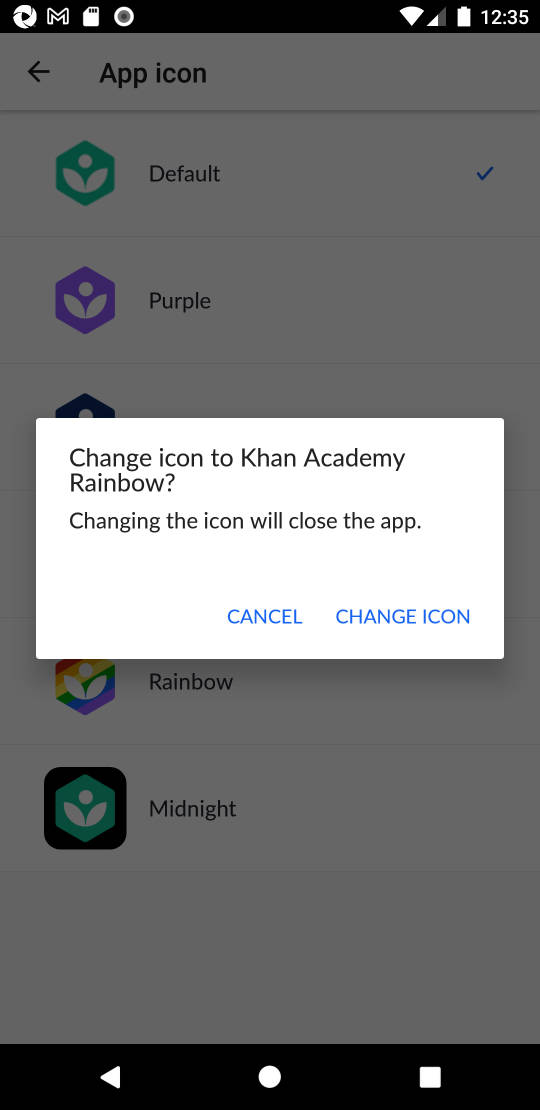 12:35
App icon
Default
Purple
Change icon to Khan Academy
Rainbow?
Changing the icon will close the app.
CANCEL CHANGE ICON
Rainbow
Midnight